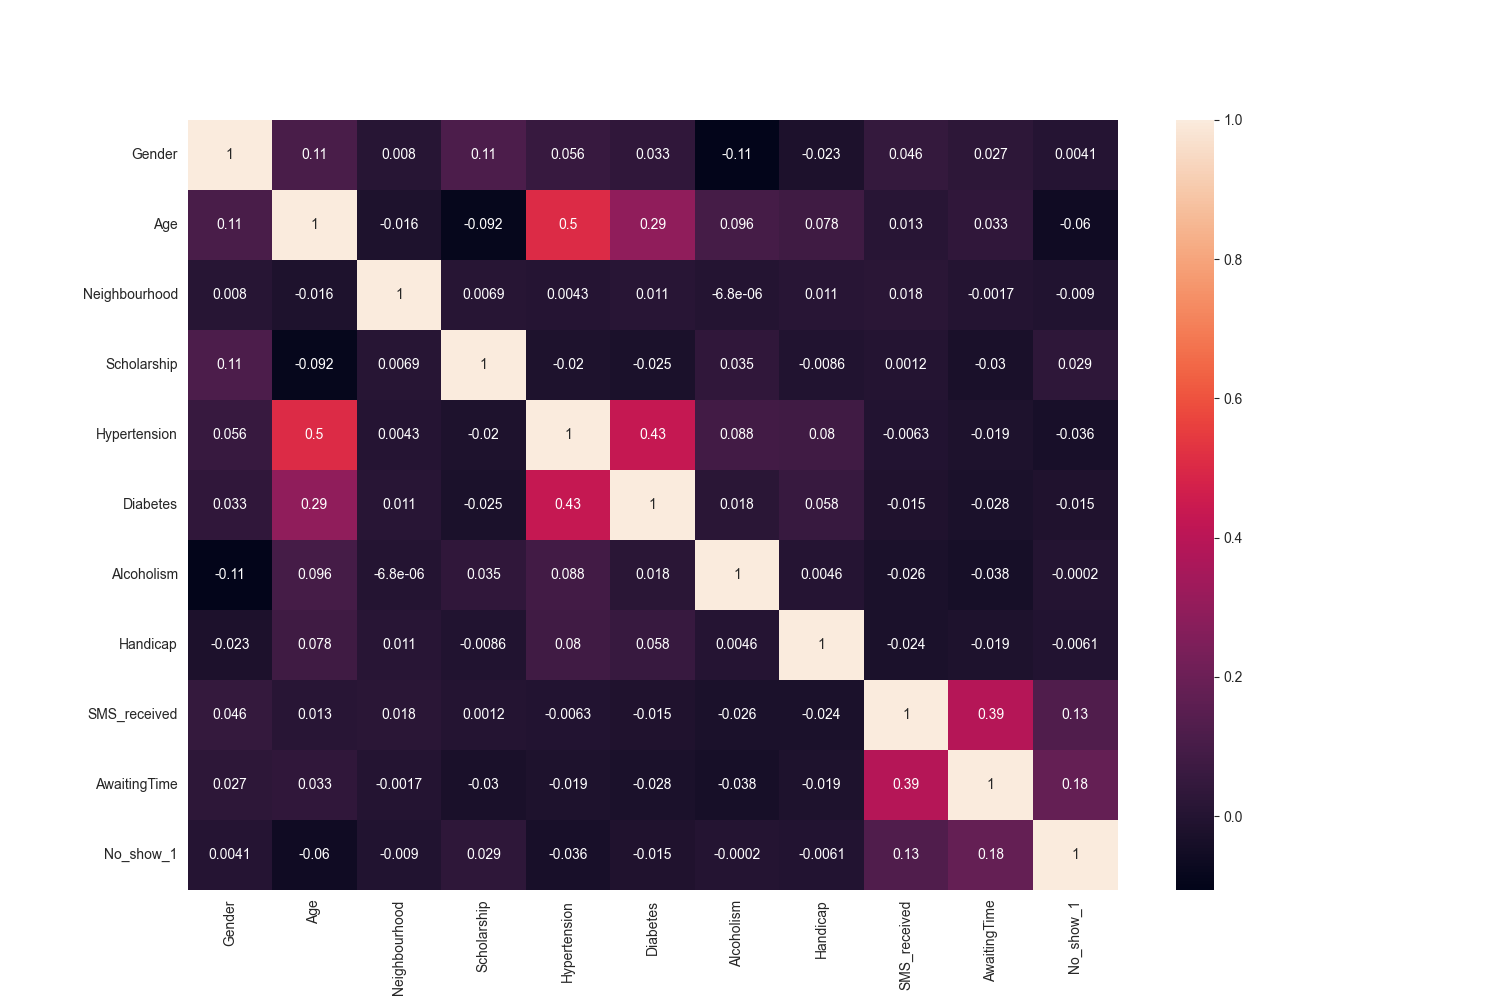 1.0
Gender 1 0.11 0.008 0.11 0.056 0.033 -0.11 -0.023 0.046 0.027 0.0041
Age 0.11 1 -0.016 -0.092 0.5 0.29 0.096 0.078 0.013 0.033 -0.06
0.8
Neighbourhood 0.008 -0.016 1 0.0069 0.0043 0.011 -6.8e-06 0.011 0.018 -0.0017 -0.009
Scholarship 0.11 -0.092 0.0069 1 -0.02 -0.025 0.035 -0.0086 0.0012 -0.03 0.029
0.6
Hypertension 0.056 0.5 0.0043 -0.02 1 0.43 0.088 0.08 -0.0063 -0.019 -0.036
Diabetes 0.033 0.29 0.011 -0.025 0.43 1 0.018 0.058 -0.015 -0.028 -0.015
0.4
Alcoholism -0.11 0.096 -6.8e-06 0.035 0.088 0.018 1 0.0046 -0.026 -0.038 -0.0002
Handicap -0.023 0.078 0.011 -0.0086 0.08 0.058 0.0046 1 -0.024 -0.019 -0.0061
0.2
SMS_received 0.046 0.013 0.018 0.0012 -0.0063 -0.015 -0.026 -0.024 1 0.39 0.13
AwaitingTime 0.027 0.033 -0.0017 -0.03 -0.019 -0.028 -0.038 -0.019 0.39 1 0.18
0.0
No_show_1 0.0041 -0.06 -0.009 0.029 -0.036 -0.015 -0.0002 -0.0061 0.13 0.18 1
Gender
Age
Neighbourhood
Scholarship
Hypertension
Diabetes
Alcoholism
Handicap
SMS_received
AwaitingTime
No_show_1